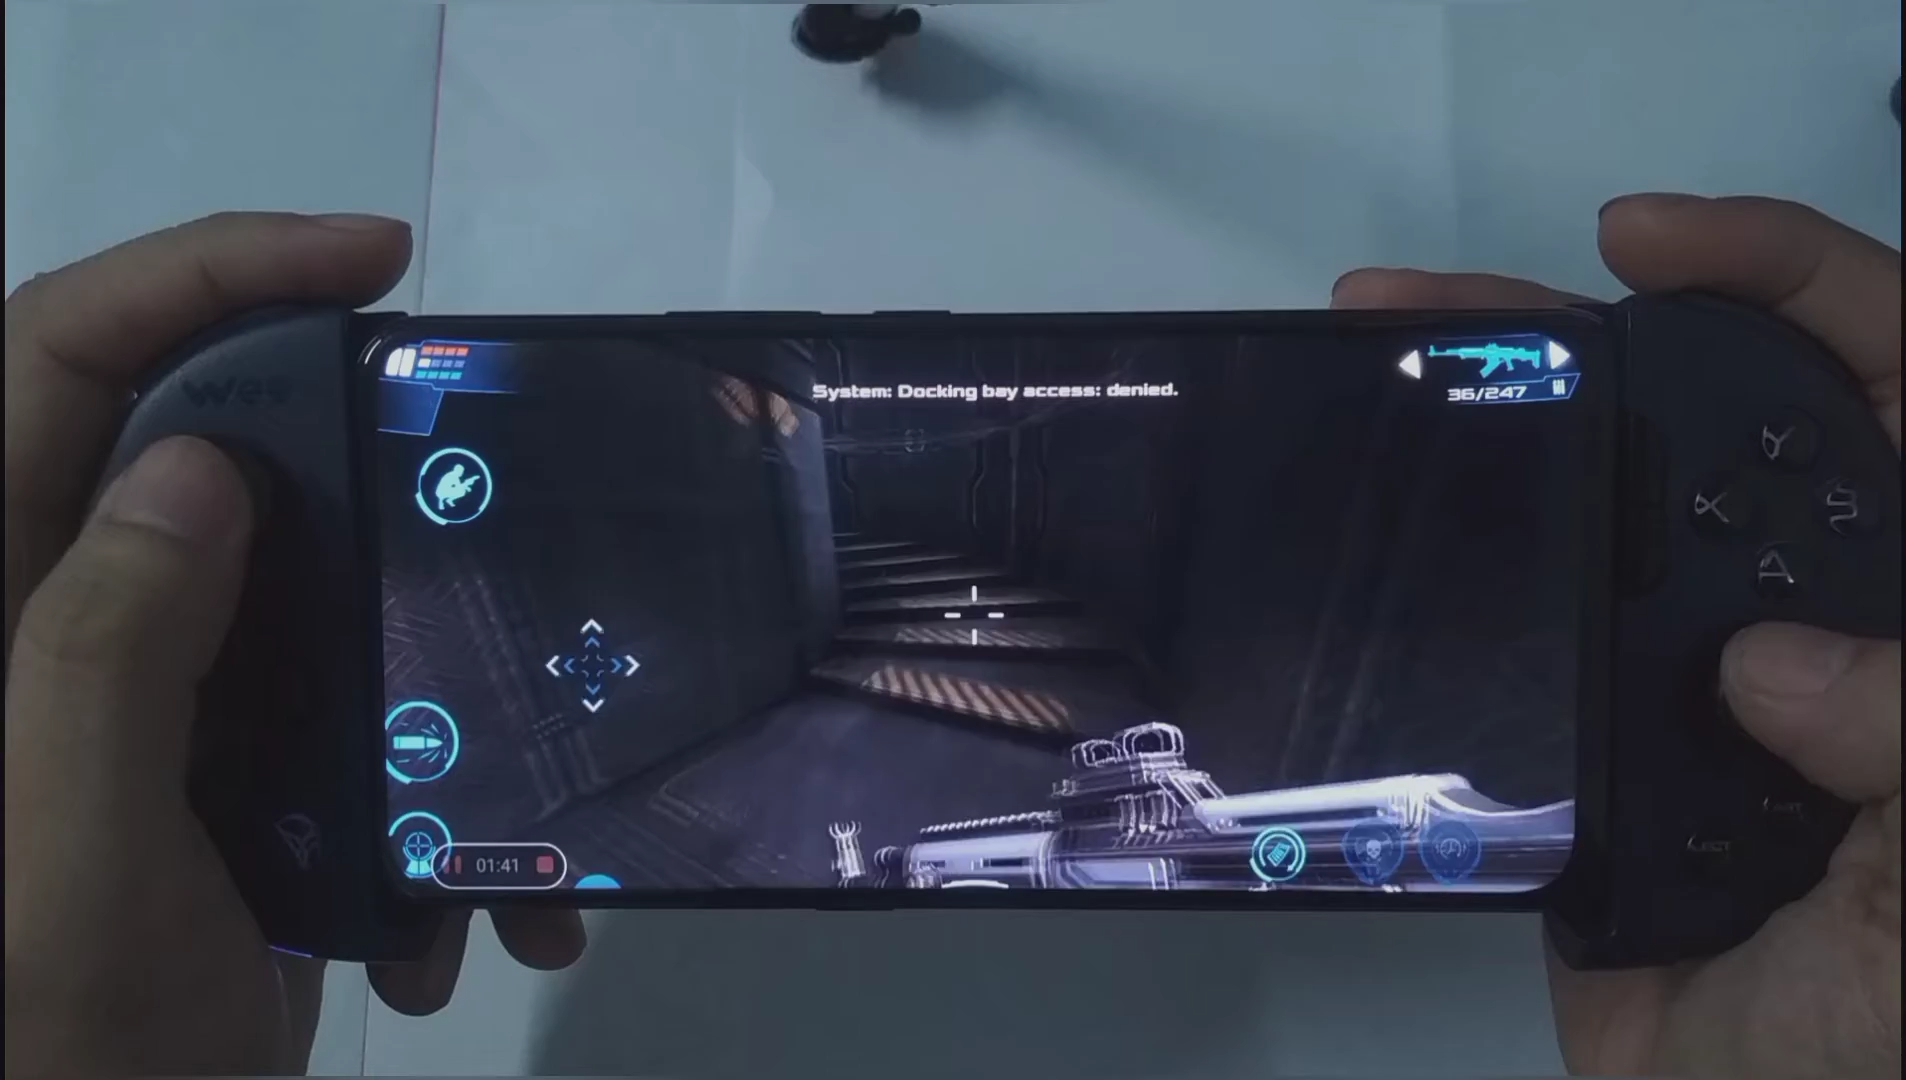 System: Docking bay access: denied.
36/247
Y
X
A
01:41